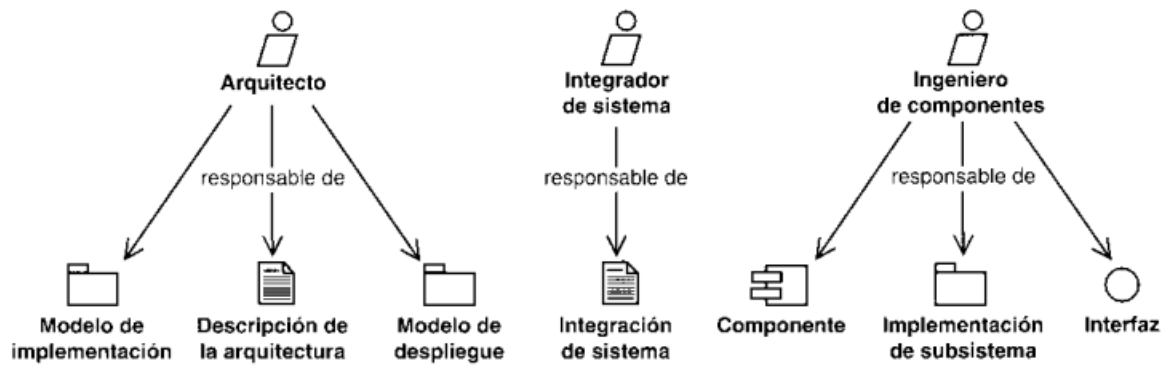 Arquitecto
Integrador
de sistema
Ingeniero
de componentes
responsable de
responsable de
responsable de
Modelo de
implementación
Descripción de
la arquitectura
Modelo de
despliegue
Integración
de sistema
Componente
Implementación
de subsistema
Interfaz